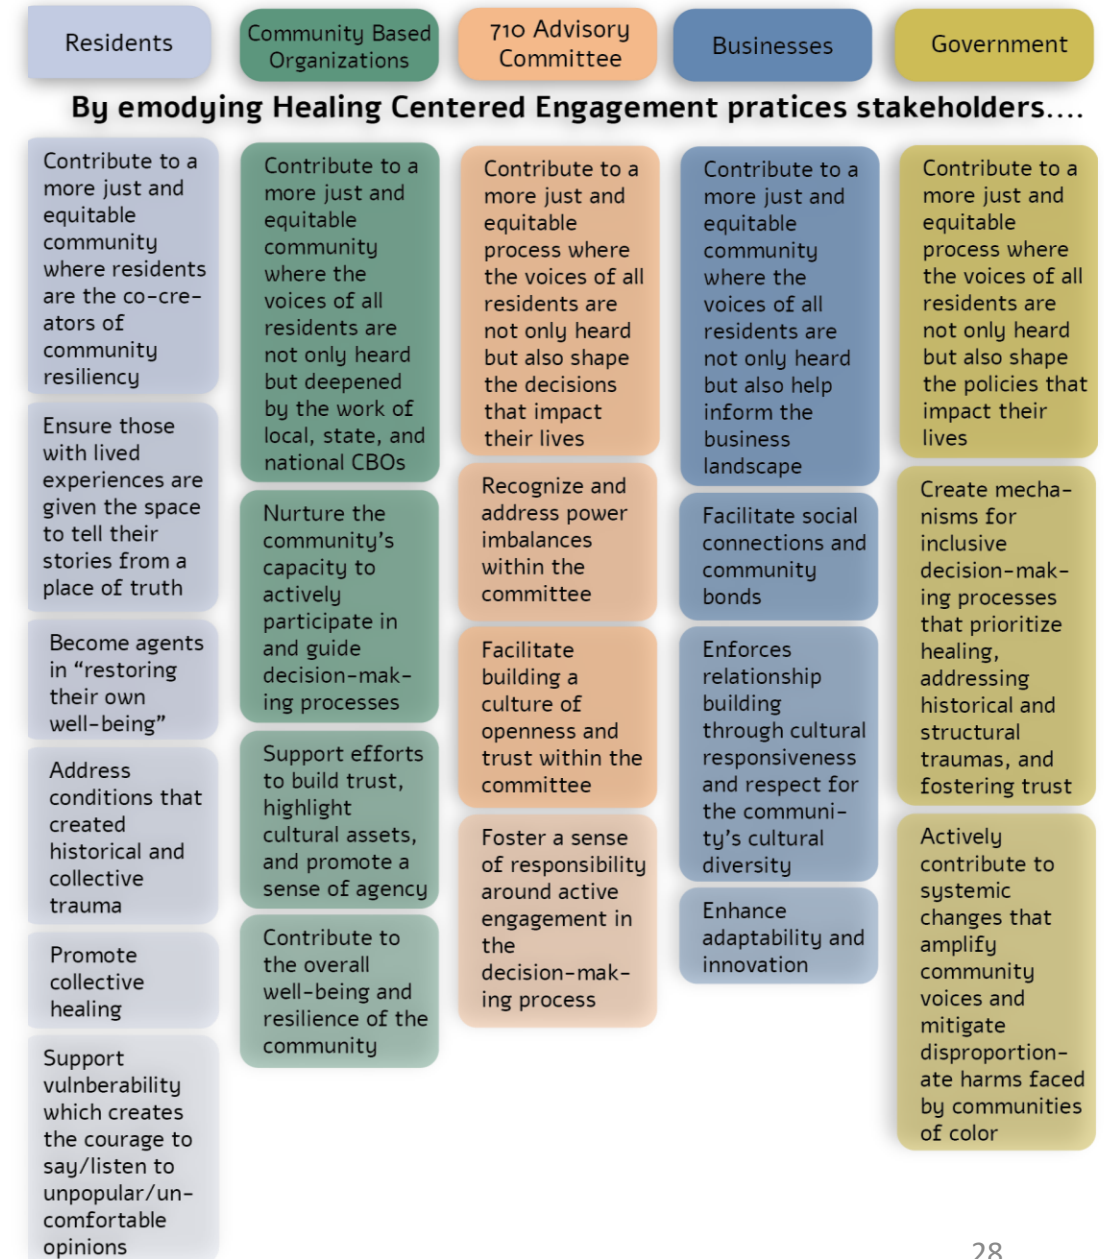 Residents
Community Based
Organizations
710 Advisory
Committee
Businesses
Government
By emodying Healing Centered Engagement pratices stakeholders....
Contribute to a
more just and
equitable
community
where residents
are the co-cre-
ators of
community
resiliency
Ensure those
with lived
experiences are
given the space
to tell their
stories from a
place of truth
Become agents
in “restoring
their own
well-being”
Address
conditions that
created
historical and
collective
trauma
Promote
collective
healing
Support
vulnberability
which creates
the courage to
say/listen to
unpopular/un-
comfortable
opinions
Contribute to a
more just and
equitable
community
where the
voices of all
residents are
not only heard
but deepened
by the work of
local, state, and
national CBOs
Nurture the
community's
capacity to
actively
participate in
and guide
decision-mak-
ing processes
Support efforts
to build trust,
highlight
cultural assets,
and promote a
sense of agency
Contribute to
the overall
well-being and
resilience of the
community
Contribute to a
more just and
equitable
process where
the voices of all
residents are
not only heard
but also shape
the decisions
that impact
their lives
Recognize and
address power
imbalances
within the
committee
Facilitate
building a
culture of
openness and
trust within the
committee
Foster a sense
of responsibility
around active
engagement in
the
decision-mak-
ing process
Contribute to a
more just and
equitable
community
where the
voices of all
residents are
not only heard
but also help
inform the
business
landscape
Facilitate social
connections and
community
bonds
Enforces
relationship
building
through cultural
responsiveness
and respect for
the communi-
ty's cultural
diversity
Enhance
adaptability and
innovation
Contribute to a
more just and
equitable
process where
the voices of all
residents are
not only heard
but also shape
the policies that
impact their
lives
Create mecha-
nisms for
inclusive
decision-mak-
ing processes
that prioritize
healing,
addressing
historical and
structural
traumas, and
fostering trust
Actively
contribute to
systemic
changes that
amplify
community
voices and
mitigate
disproportion-
ate harms faced
by communities
of color
28